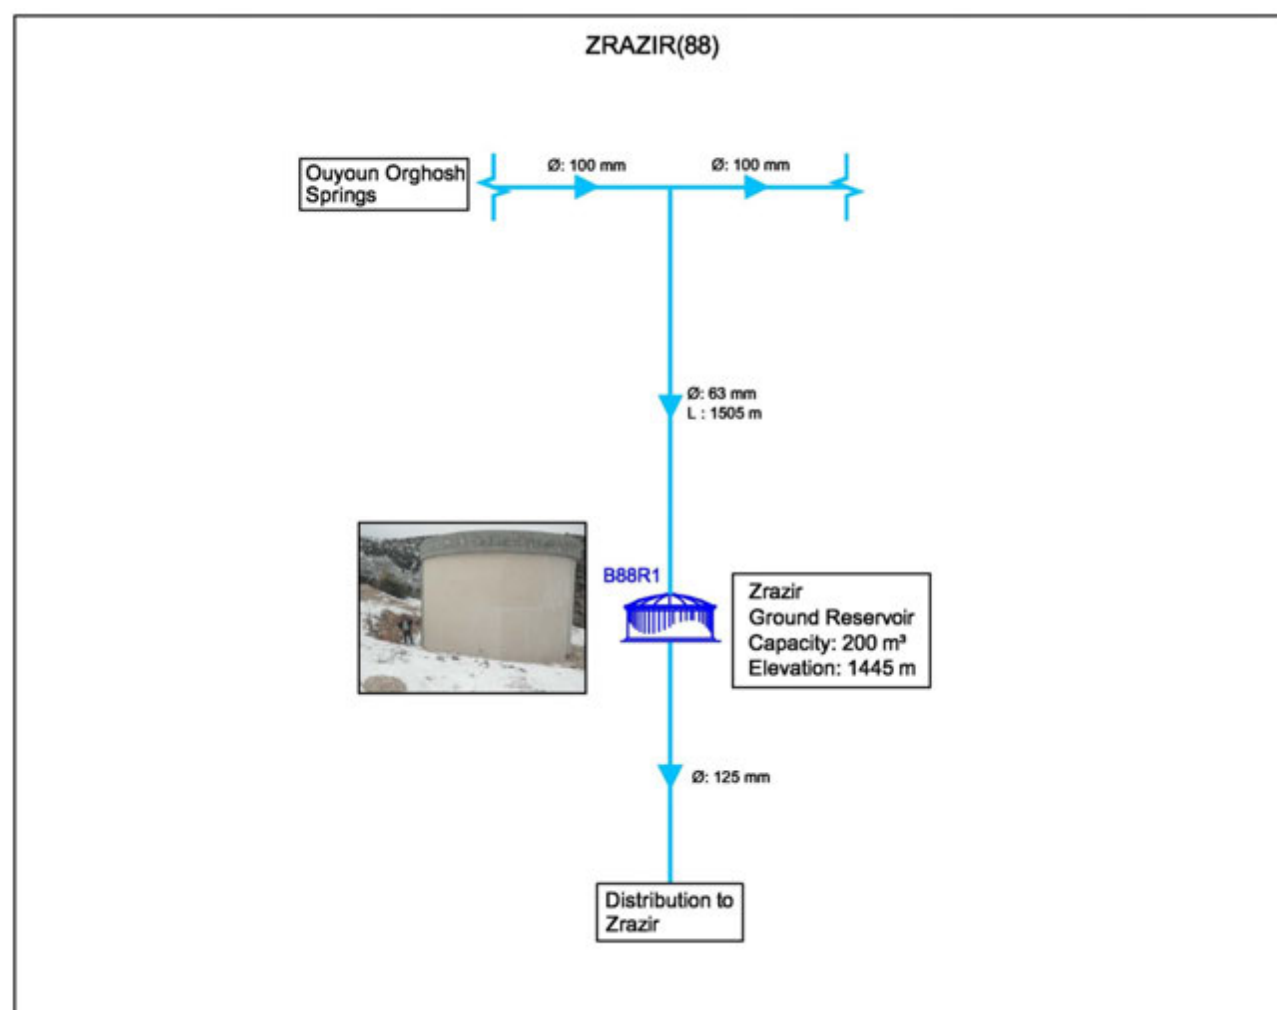 ZRAZIR(88)
Ouyoun Orghosh
Springs
Ø: 100 mm
Ø: 100 mm
Ø: 63 mm
L : 1505 m
B88R1
Zrazir
Ground Reservoir
Capacity: 200 m³
Elevation: 1445 m
Ø: 125 mm
Distribution to
Zrazir